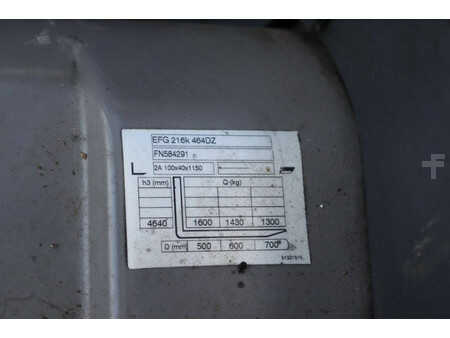 EFG 216k 464DZ
FN584291
2A 100x40x1150
h3 (mm) Q (kg)
4640 1600 1430 1300
D (mm) 500 600 700